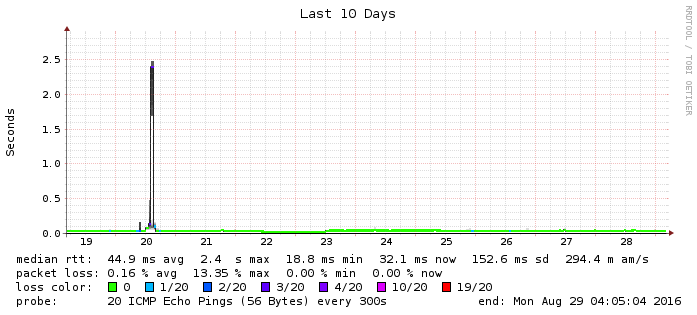 Last 10 Days
RRDTOOL / TOBI OETIKER
Seconds
2.5
2.0
1.5
1.0
0.5
0.0
19 20 21 22 23 24 25 26 27 28
median rtt: 44.9 ms avg 2.4 s max 18.8 ms min 32.1 ms now 152.6 ms sd 294.4 m am/s
packet loss: 0.16 % avg 13.35 % max 0.00 % min 0.00 % now
loss color: 0 1/20 2/20 3/20 4/20 10/20 19/20
probe: 20 ICMP Echo Pings (56 Bytes) every 300s end: Mon Aug 29 04:05:04 2016